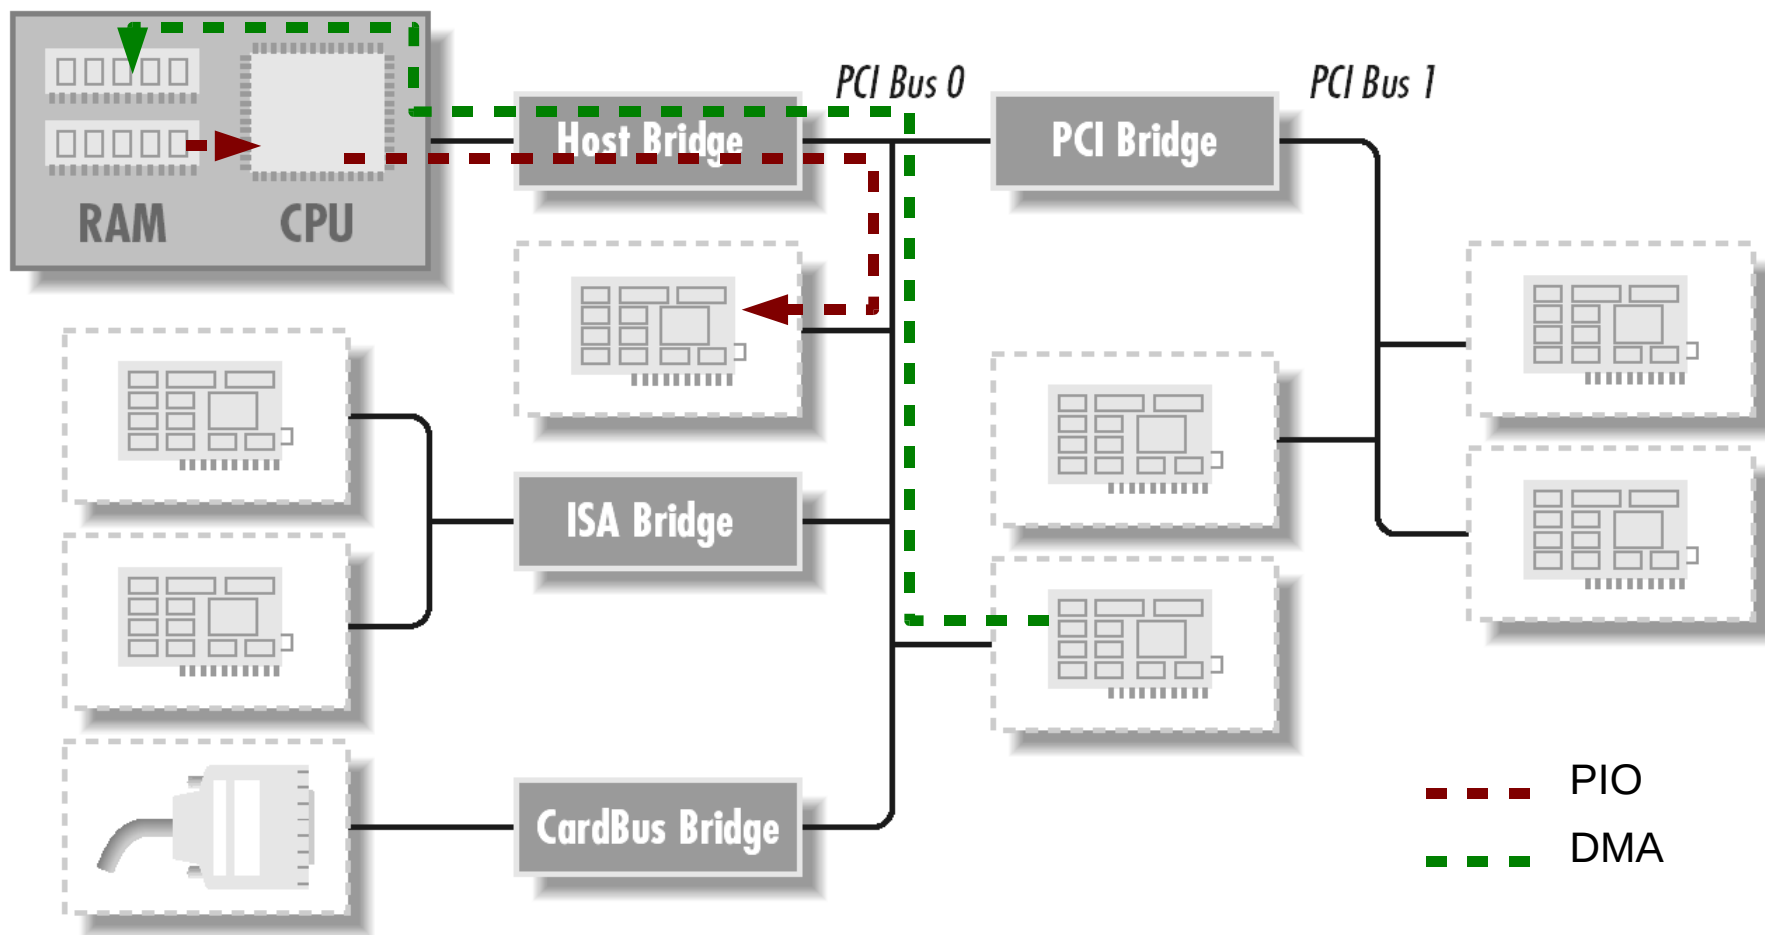 PCI Bus 0
PCI Bus 1
Host Bridge
PCI Bridge
RAM
CPU
ISA Bridge
CardBus Bridge
PIO
DMA